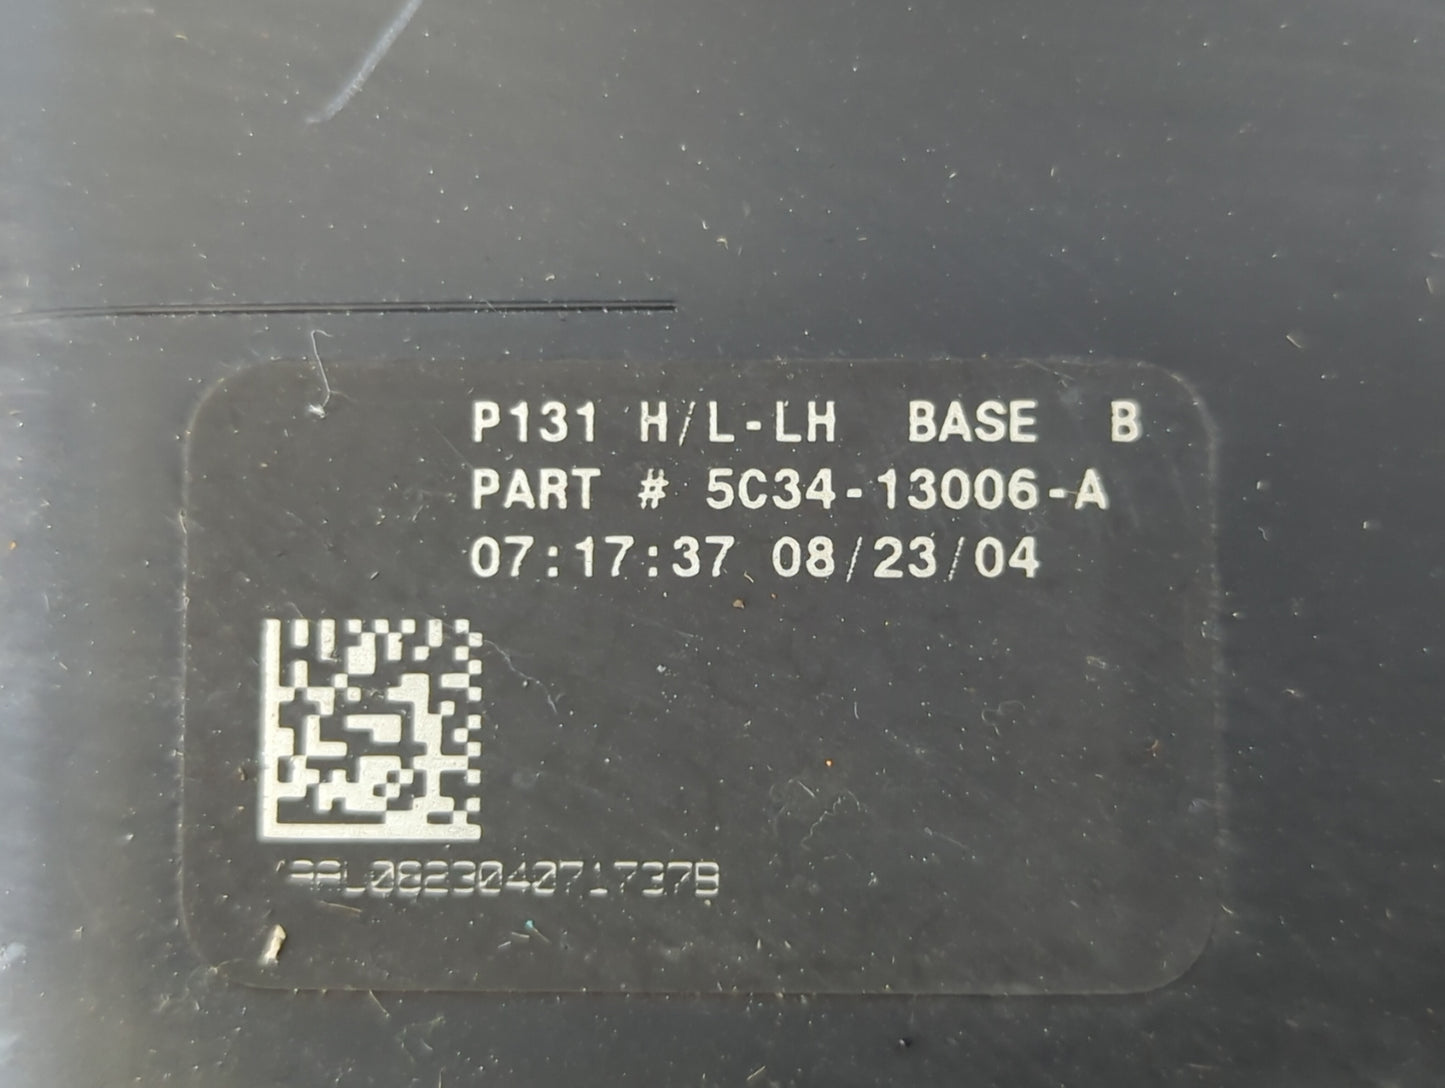 P131 H/L-LH BASE B
PART # 5C34-13006-A
07:17:37 08/23/04